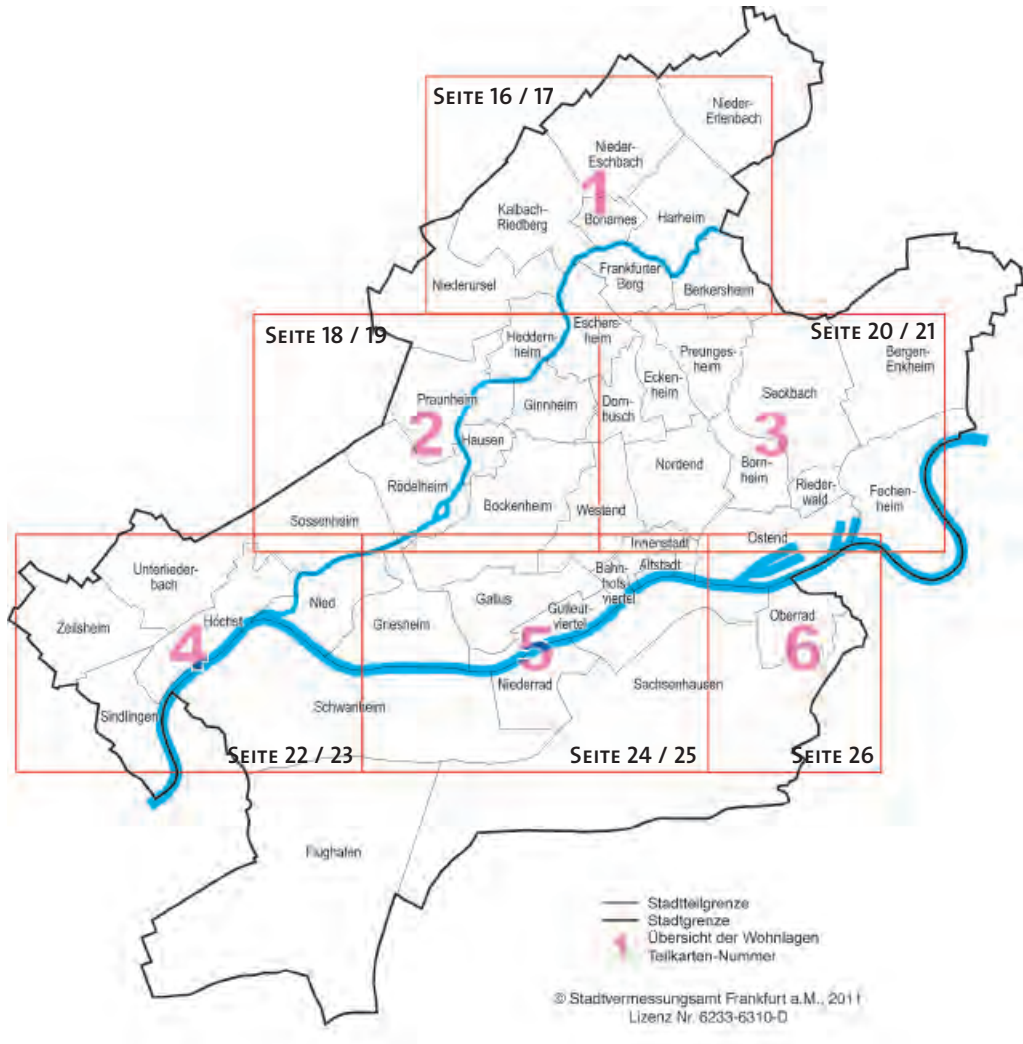 SEITE 16 / 17
Nieder-
Erlenbach
Nieder-
Eschbach
1
Kalbach-
Riedberg
Bonames
Harheim
Niederursel
Frankfurter
Berg
Berkersheim
SEITE 18 / 19
SEITE 20 / 21
Heddern-
heim
Eschers-
heim
Preunges-
heim
Bergen-
Enkheim
Praunheim
2
Ginnheim
Dorn-
busch
Ecken-
heim
Seckbach
3
Hausen
Nordend
Born-
heim
Rieder-
wald
Fechen-
heim
Rödelheim
Bockenheim
Westend
Sossenheim
Innenstadt
Ostend
Altstadt
Unterlieder-
bach
Bahn-
hofs-
viertel
Zeilsheim
Höchst
Nied
Griesheim
Gallus
Gutleut-
viertel
Oberrad
4
5
6
Niederrad
Sachsenhausen
Sindlingen
Schwanheim
SEITE 22 / 23
SEITE 24 / 25
SEITE 26
Flughafen
Stadtteilgrenze
Stadtgrenze
1 Übersicht der Wohnlagen
Teilkarten-Nummer
© Stadtvermessungsamt Frankfurt a.M., 2011
Lizenz Nr. 6233-6310-D